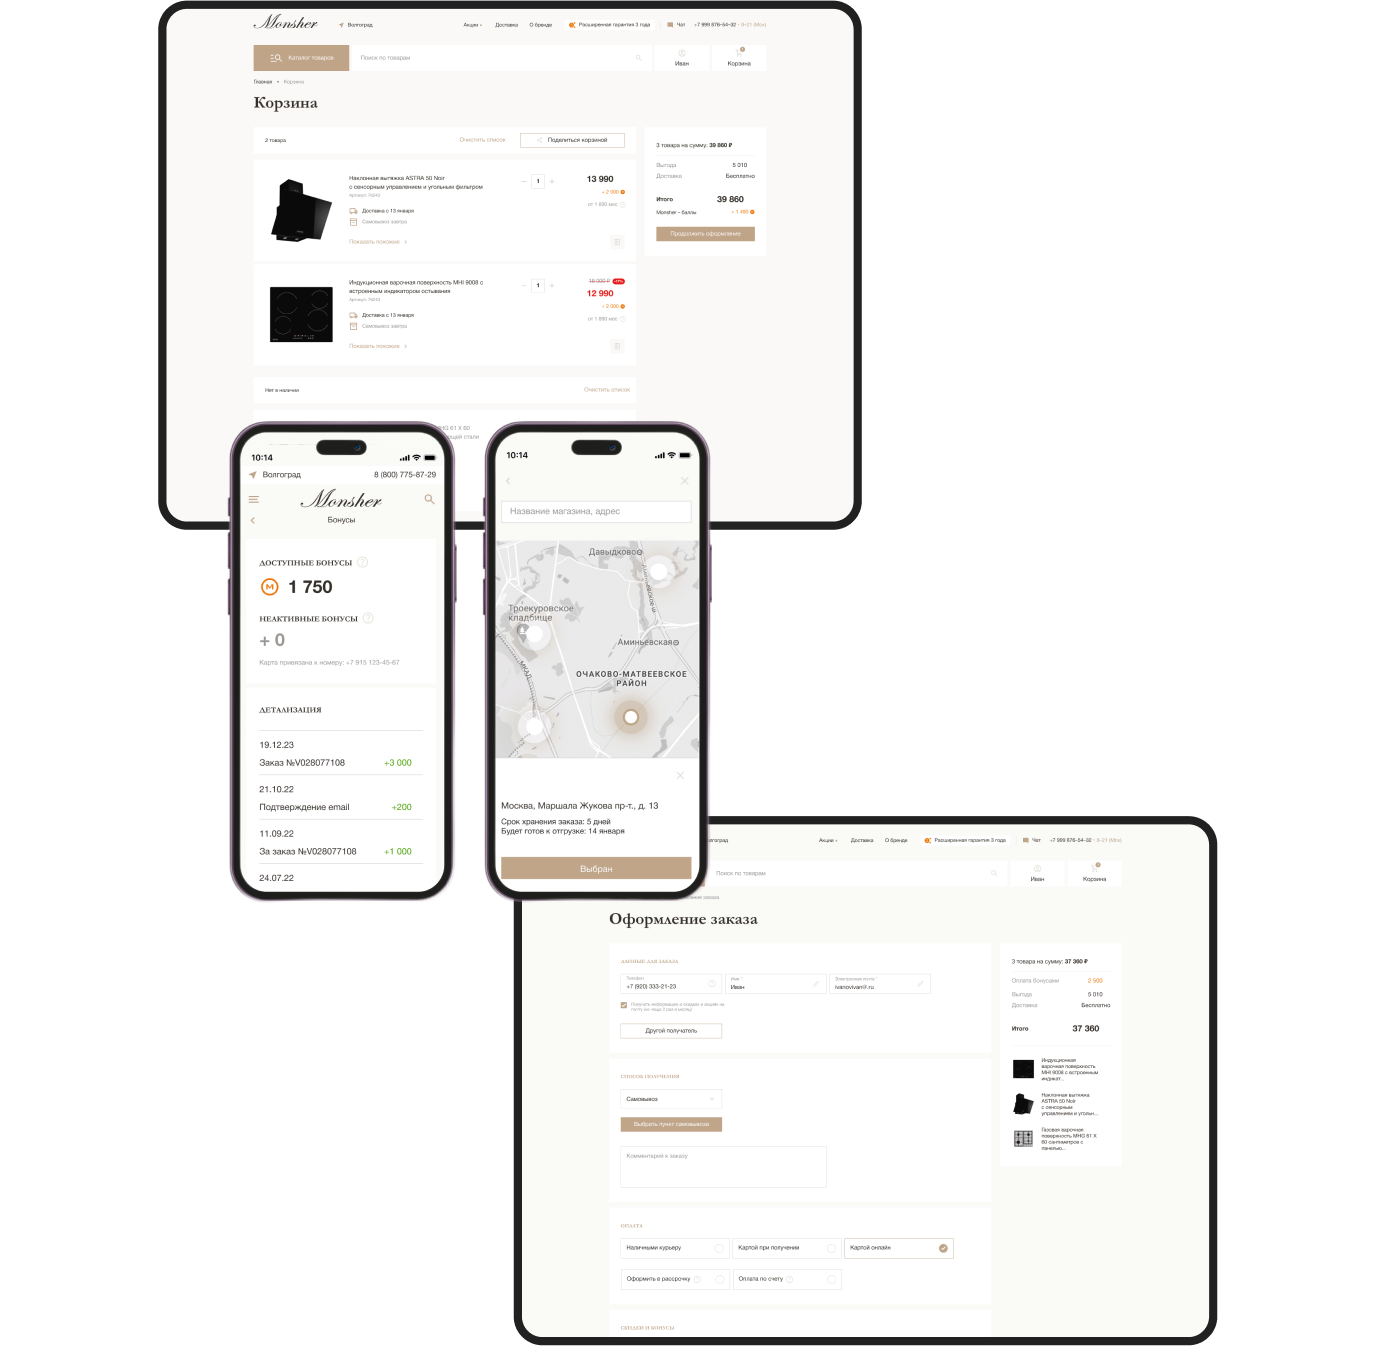 Monsher
Волгоград
Акции
Доставка
О бренде
Расширенная гарантия 3 года
Чат
+7 999 876-54-32 • 9-21 (Мск)
Каталог товаров
Поиск по товарам
Иван
Корзина
Главная • Корзина
Корзина
2 товара
Очистить список
Поделиться корзиной
Наклонная вытяжка ASTRA 50 Noir
с сенсорным управлением и угольным фильтром
Доставка с 13 января
Самовывоз завтра
Показать похожие
1
13 990
+ 2 000
от 1 890 мес
Индукционная варочная поверхность MHI 9008 с
встроенным индикатором остывания
Доставка с 13 января
Самовывоз завтра
Показать похожие
1
12 990
+ 2 000
от 1 890 мес
Нет в наличии
Очистить список
MHG 61 X 60
ющей стали
3 товара на сумму: 39 860 ₽
Выгода 5 010
Доставка Бесплатно
Итого 39 860
Monsher – баллы + 1 490
Продолжить оформление
10:14
Волгоград
8 (800) 775-87-29
Monsher
Бонусы
ДОСТУПНЫЕ БОНУСЫ
M 1 750
НЕАКТИВНЫЕ БОНУСЫ
+ 0
Карта привязана к номеру: +7 915 123-45-67
ДЕТАЛИЗАЦИЯ
19.12.23
Заказ №V028077108 +3 000
21.10.22
Подтверждение email +200
11.09.22
За заказ №V028077108 +1 000
24.07.22
10:14
Название магазина, адрес
Давыдково
Аминьевское ш.
Троекуровское
кладбище
Аминьевская
МКАД
ОЧАКОВО-МАТВЕЕВСКОЕ
РАЙОН
Москва, Маршала Жукова пр-т., д. 13
Срок хранения заказа: 5 дней
Будет готов к отгрузке: 14 января
Выбран
олгоград
Акции
Доставка
О бренде
Расширенная гарантия 3 года
Чат
+7 999 876-54-32 • 9-21 (Мск)
Поиск по товарам
Иван
Корзина
Оформление заказа
ДАННЫЕ ДЛЯ ЗАКАЗА
Телефон
+7 (920) 333-21-23
Имя *
Иван
Электронная почта *
ivanovivan@.ru
Получать информацию о скидках и акциях на
почту (не чаще 2 раз в месяц)
Другой получатель
СПОСОБ ПОЛУЧЕНИЯ
Самовывоз
Выбрать пункт самовывоза
Комментарий к заказу
ОПЛАТА
Наличными курьеру
Картой при получении
Картой онлайн
Оформить в рассрочку
Оплата по счету
СКИДКИ И БОНУСЫ
3 товара на сумму: 37 360 ₽
Оплата бонусами 2 500
Выгода 5 010
Доставка Бесплатно
Итого 37 360
Индукционная
варочная поверхность
MHI 9008 с встроенным
индикат...
Наклонная вытяжка
ASTRA 50 Noir
с сенсорным
управлением и угольн...
Газовая варочная
поверхность MHG 61 X
60 сантиметров с
панелью...